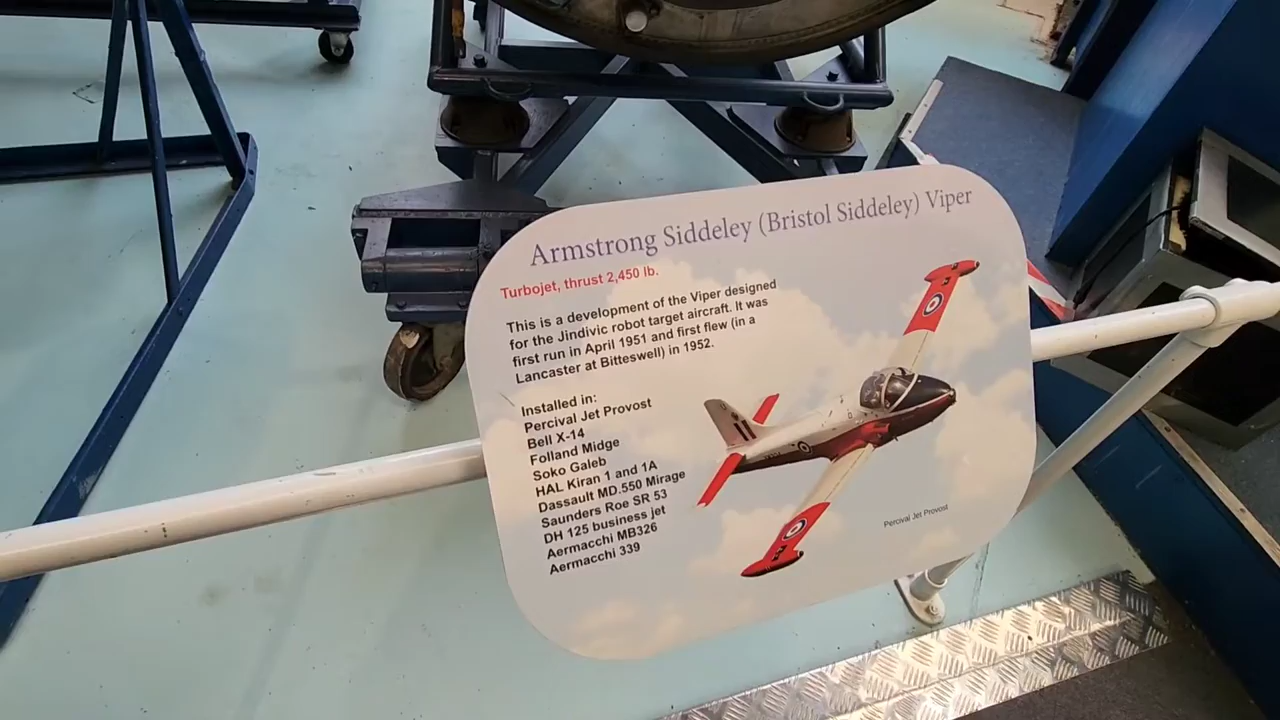 Armstrong Siddeley (Bristol Siddeley) Viper
Turbojet, thrust 2,450 lb.
This is a development of the Viper designed
for the Jindivic robot target aircraft. It was
first run in April 1951 and first flew (in a
Lancaster at Bitteswell) in 1952.
Installed in:
Percival Jet Provost
Bell X-14
Folland Midge
Soko Galeb
HAL Kiran 1 and 1A
Dassault MD.550 Mirage
Saunders Roe SR 53
DH 125 business jet
Aermacchi MB326
Aermacchi 339
Percival Jet Provost